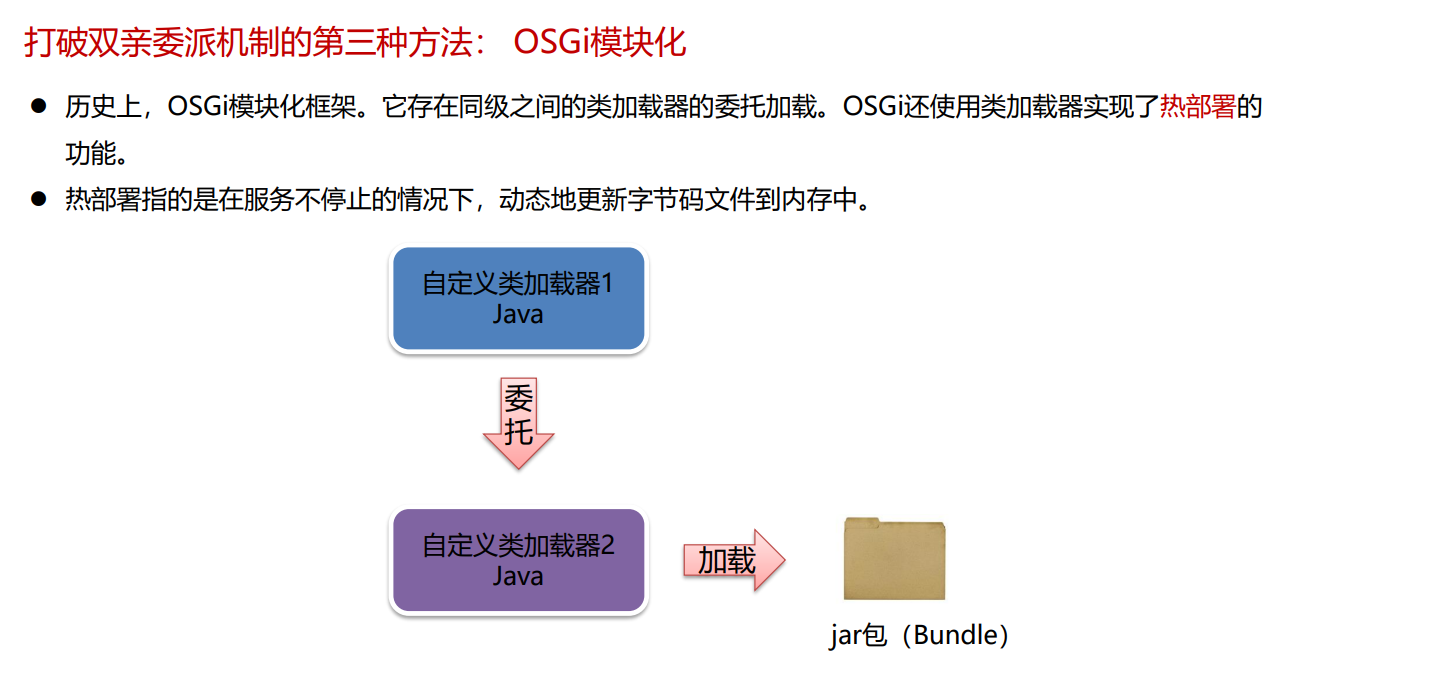 打破双亲委派机制的第三种方法： OSGi模块化
● 历史上，OSGi模块化框架。它存在同级之间的类加载器的委托加载。OSGi还使用类加载器实现了热部署的
功能。
● 热部署指的是在服务不停止的情况下，动态地更新字节码文件到内存中。
自定义类加载器1
Java
委
托
自定义类加载器2
Java
加载
jar包（Bundle）